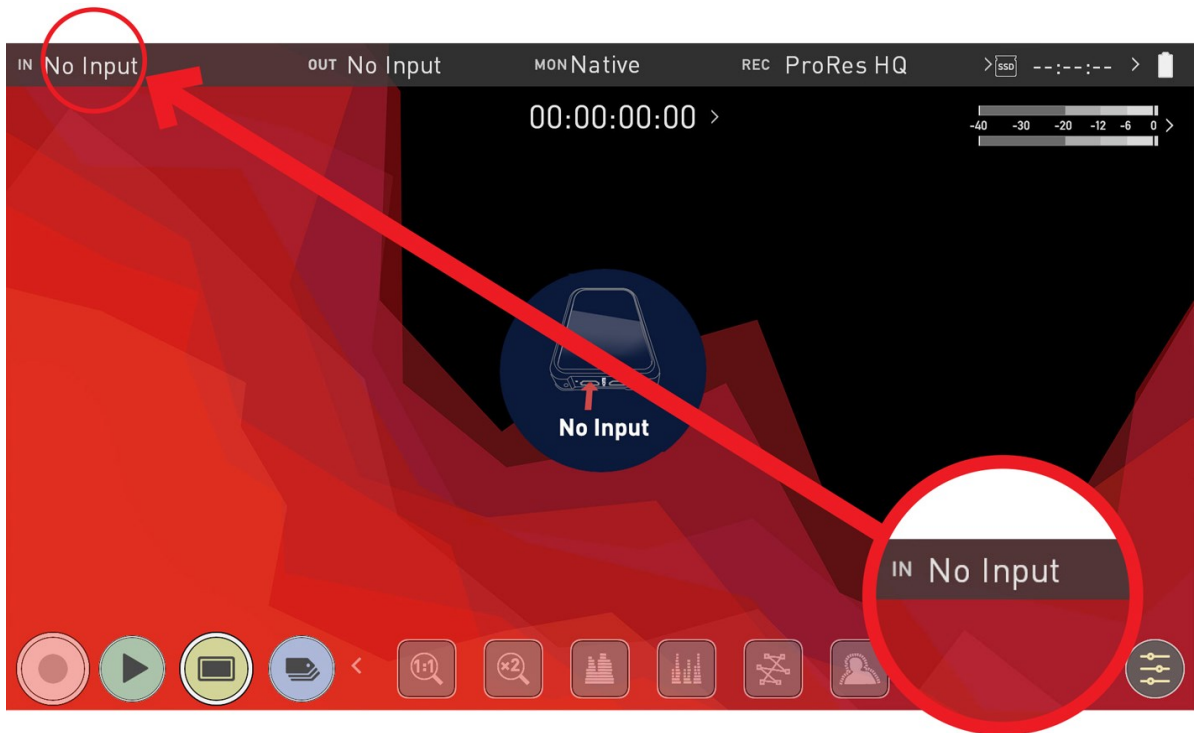 IN No Input OUT No Input MON Native REC ProRes HQ SSD --:--:--
00:00:00:00
-40 -30 -20 -12 -6 0
No Input
IN No Input
1:1 ×2